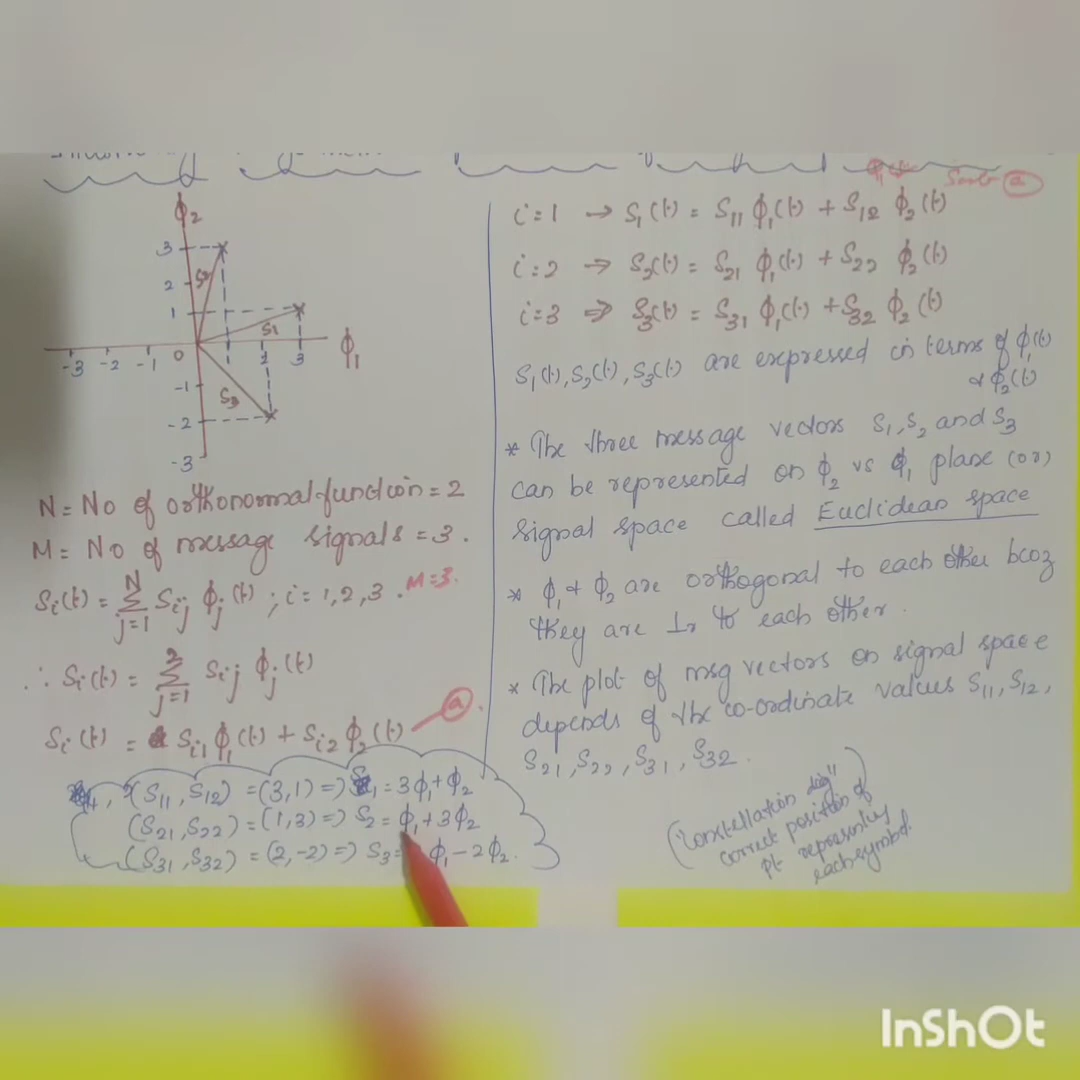 ϕ2
3
2
1
0
-1
-2
-3
-3 -2 -1
2 3
ϕ1
S2
S1
S3
N = No of orthonormal function = 2
M = No of message signals = 3.
Si(t) = N Σ j=1 Sij ϕj(t) ; i = 1,2,3. M=3.
∴ Si(t) = 2 Σ j=1 Sij ϕj(t)
Si(t) = Si1 ϕ1(t) + Si2 ϕ2(t) (a).
(S11, S12) = (3,1) => S1 = 3ϕ1 + ϕ2
(S21, S22) = (1,3) => S2 = ϕ1 + 3ϕ2
(S31, S32) = (2,-2) => S3 = ϕ1 - 2ϕ2.
(a)
i=1 → S1(t) = S11 ϕ1(t) + S12 ϕ2(t)
i=2 → S2(t) = S21 ϕ1(t) + S22 ϕ2(t)
i=3 ⇒ S3(t) = S31 ϕ1(t) + S32 ϕ2(t)
S1(t), S2(t), S3(t) are expressed in terms of ϕ1(t)
& ϕ2(t)
* The three message vectors S1, S2 and S3
can be represented on ϕ2 vs ϕ1 plane (or)
signal space called Euclidean space
* ϕ1 & ϕ2 are orthogonal to each other bcoz
they are ⊥r to each other.
* The plot of msg vectors on signal space
depends of the co-ordinate values S11, S12,
S21, S22, S31, S32.
(Constellation dig"
correct position of
pt. representing
each symbol.)
InShOt